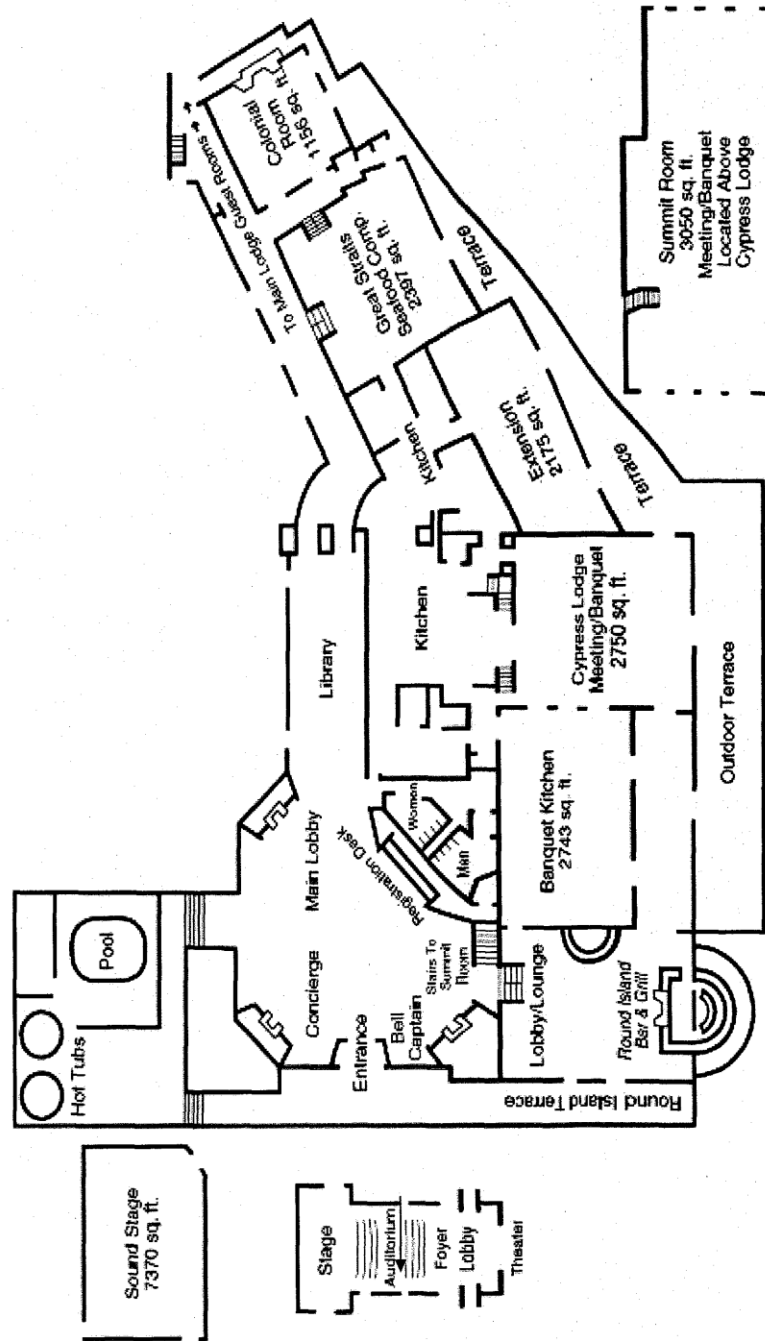 Sound Stage
7370 sq. ft.
Stage
Auditorium
Foyer
Lobby
Theater
Hot Tubs
Pool
Concierge
Main Lobby
Entrance
Bell
Captain
Stairs To
Summit
Room
Registration Desk
Women
Men
Lobby/Lounge
Round Island Terrace
Round Island
Bar & Grill
Library
Kitchen
Banquet Kitchen
2743 sq. ft.
Cypress Lodge
Meeting/Banquet
2750 sq. ft.
Outdoor Terrace
To Main Lodge Guest Rooms
Kitchen
Extension
2175 sq. ft.
Terrace
Great Straits
Seafood Comp.
2397 sq. ft.
Terrace
Colonial
Room
1156 sq. ft.
Summit Room
3050 sq. ft.
Meeting/Banquet
Located Above
Cypress Lodge